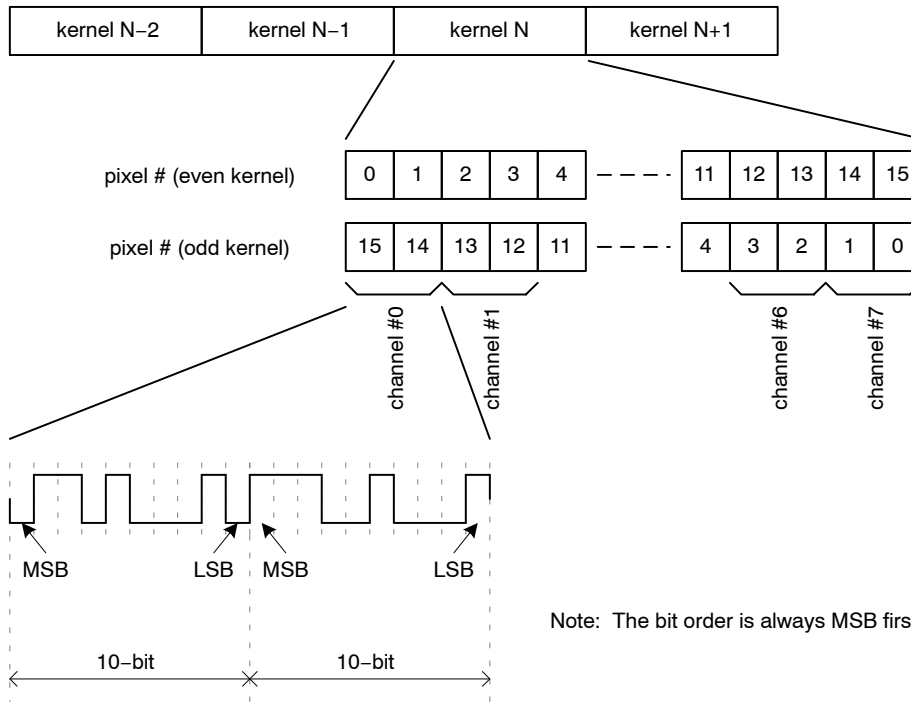 kernel N−2 kernel N−1 kernel N kernel N+1
pixel # (even kernel) 0 1 2 3 4 11 12 13 14 15
pixel # (odd kernel) 15 14 13 12 11 4 3 2 1 0
channel #0 channel #1 channel #6 channel #7
MSB LSB MSB LSB
Note: The bit order is always MSB firs
10−bit 10−bit